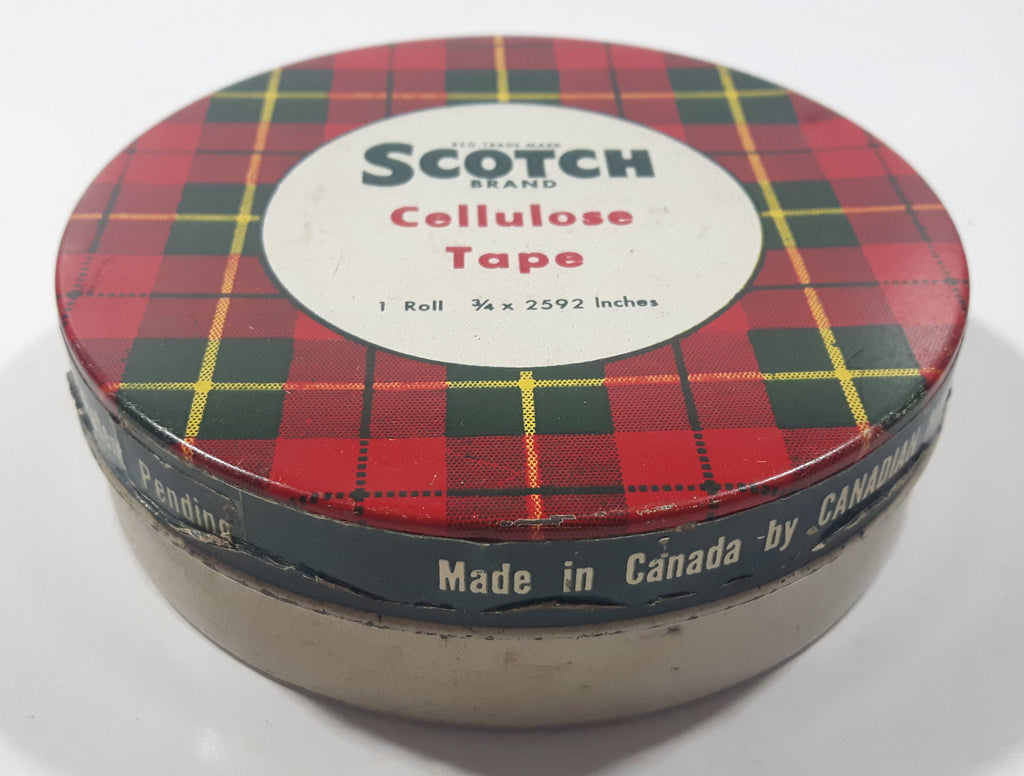 REG. TRADE MARK
SCOTCH
BRAND
Cellulose
Tape
1 Roll ¾ x 2592 Inches
Pending
Made in Canada by CANADIAN